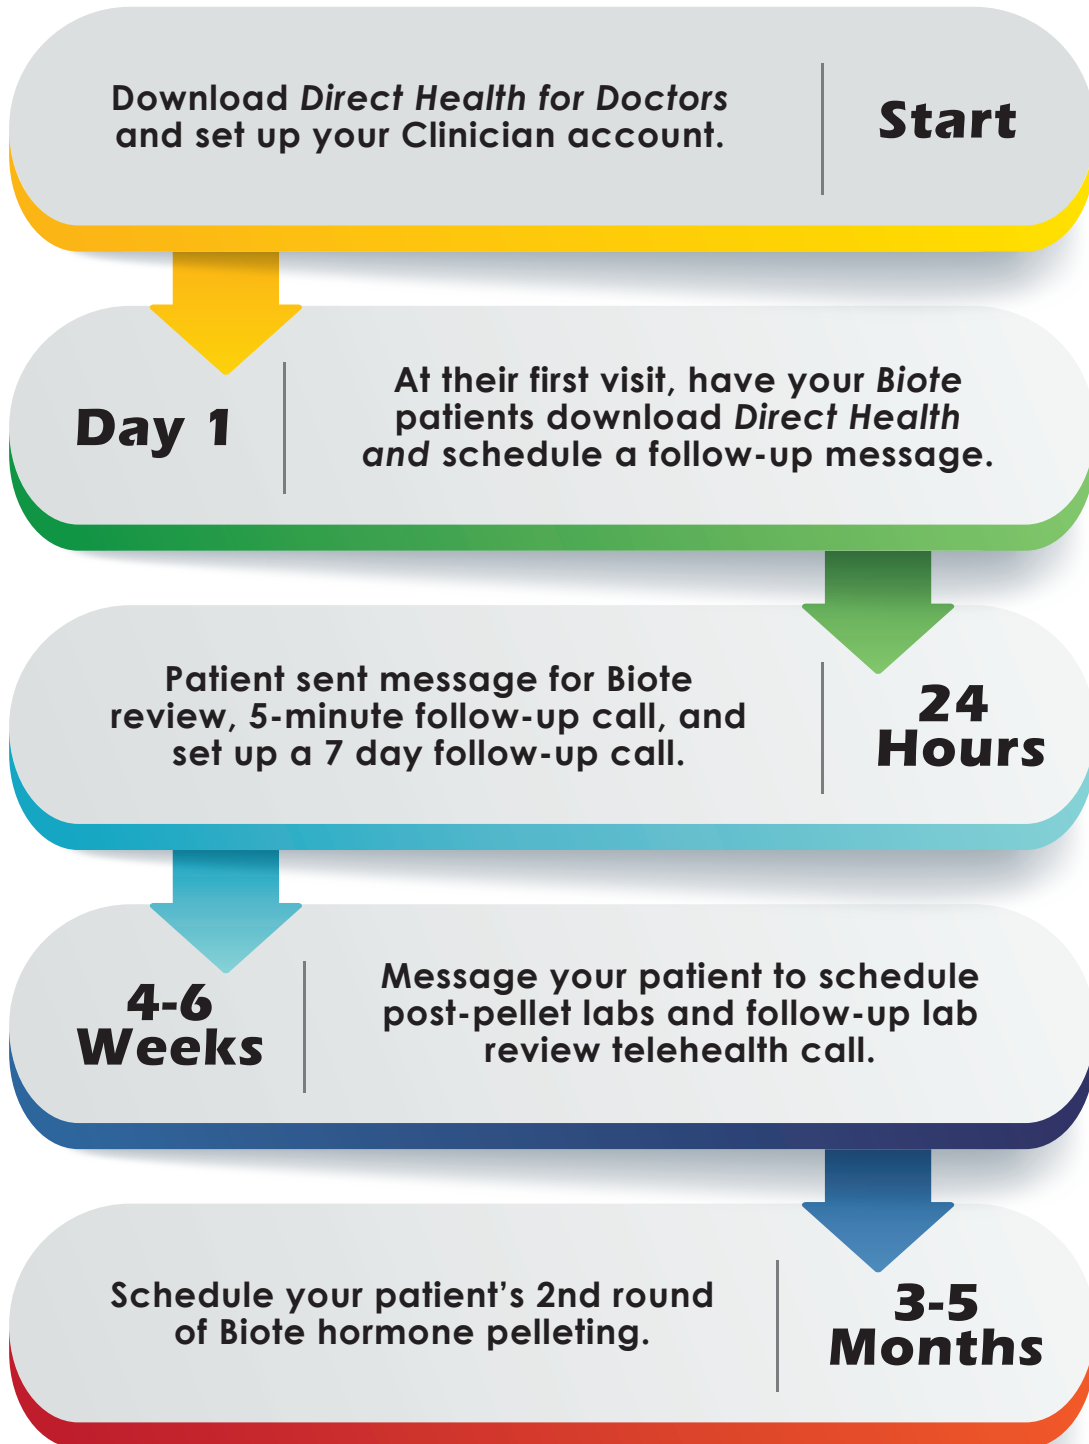 Download Direct Health for Doctors
and set up your Clinician account.
Start
Day 1
At their first visit, have your Biote
patients download Direct Health
and schedule a follow-up message.
Patient sent message for Biote
review, 5-minute follow-up call, and
set up a 7 day follow-up call.
24
Hours
4-6
Weeks
Message your patient to schedule
post-pellet labs and follow-up lab
review telehealth call.
Schedule your patient’s 2nd round
of Biote hormone pelleting.
3-5
Months